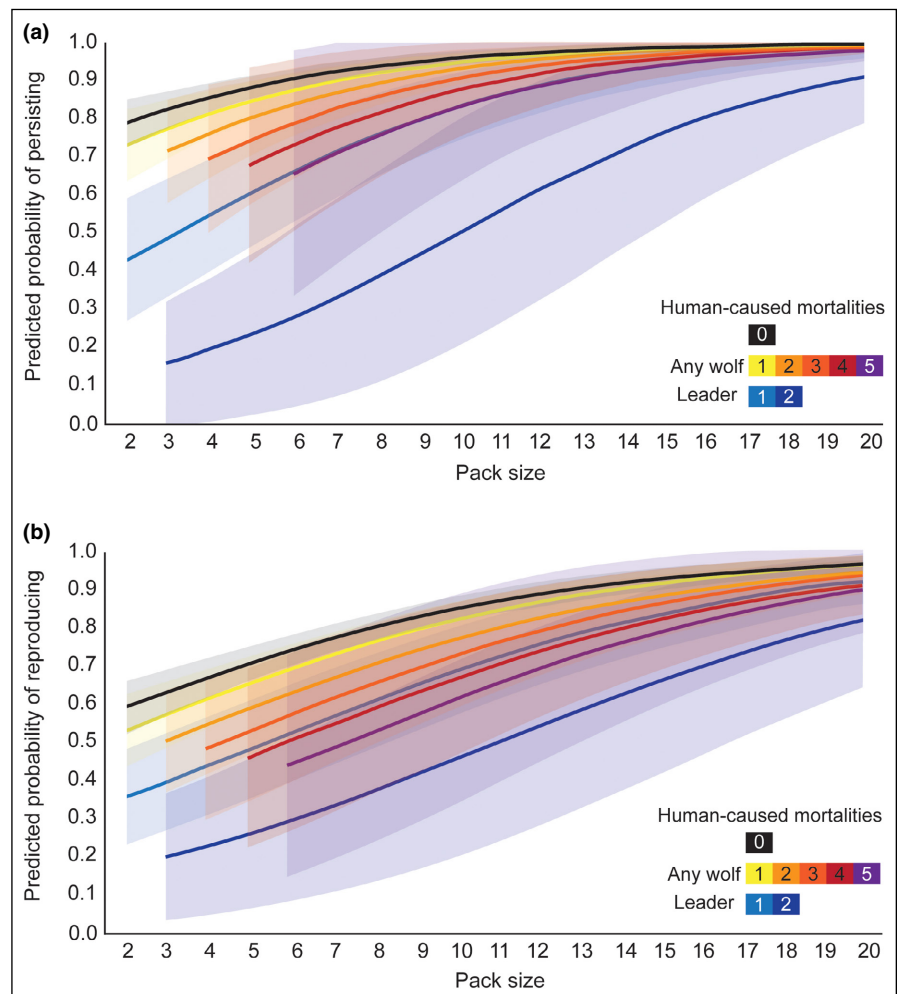 (a)
Predicted probability of persisting
1.0
0.9
0.8
0.7
0.6
0.5
0.4
0.3
0.2
0.1
0.0
Human-caused mortalities
0
Any wolf 1 2 3 4 5
Leader 1 2
2 3 4 5 6 7 8 9 10 11 12 13 14 15 16 17 18 19 20
Pack size
(b)
Predicted probability of reproducing
1.0
0.9
0.8
0.7
0.6
0.5
0.4
0.3
0.2
0.1
0.0
Human-caused mortalities
0
Any wolf 1 2 3 4 5
Leader 1 2
2 3 4 5 6 7 8 9 10 11 12 13 14 15 16 17 18 19 20
Pack size